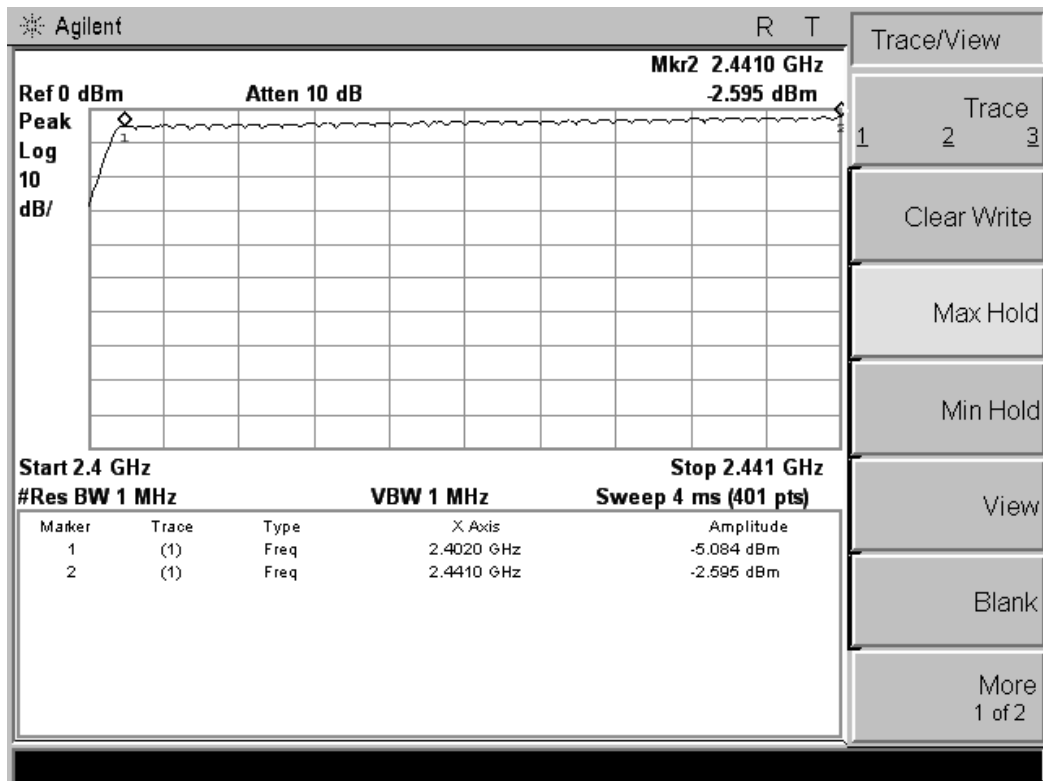 Agilent R T
Mkr2 2.4410 GHz
Ref 0 dBm Atten 10 dB -2.595 dBm
Peak
Log
10
dB/
1
2
Start 2.4 GHz Stop 2.441 GHz
#Res BW 1 MHz VBW 1 MHz Sweep 4 ms (401 pts)
Marker Trace Type X Axis Amplitude
1 (1) Freq 2.4020 GHz -5.084 dBm
2 (1) Freq 2.4410 GHz -2.595 dBm
Trace/View
Trace
1 2 3
Clear Write
Max Hold
Min Hold
View
Blank
More
1 of 2